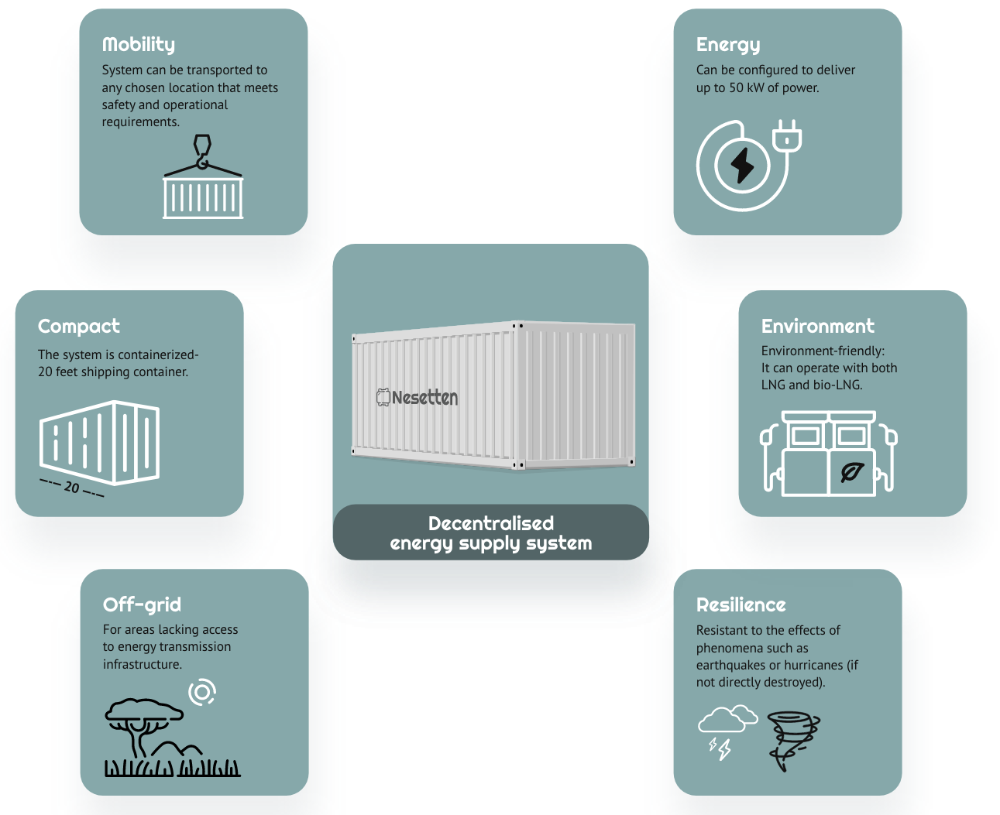 Mobility
System can be transported to
any chosen location that meets
safety and operational
requirements.
Energy
Can be configured to deliver
up to 50 kW of power.
Compact
The system is containerized-
20 feet shipping container.
20
Nesetten
Decentralised
energy supply system
Environment
Environment-friendly:
It can operate with both
LNG and bio-LNG.
Off-grid
For areas lacking access
to energy transmission
infrastructure.
Resilience
Resistant to the effects of
phenomena such as
earthquakes or hurricanes (if
not directly destroyed).